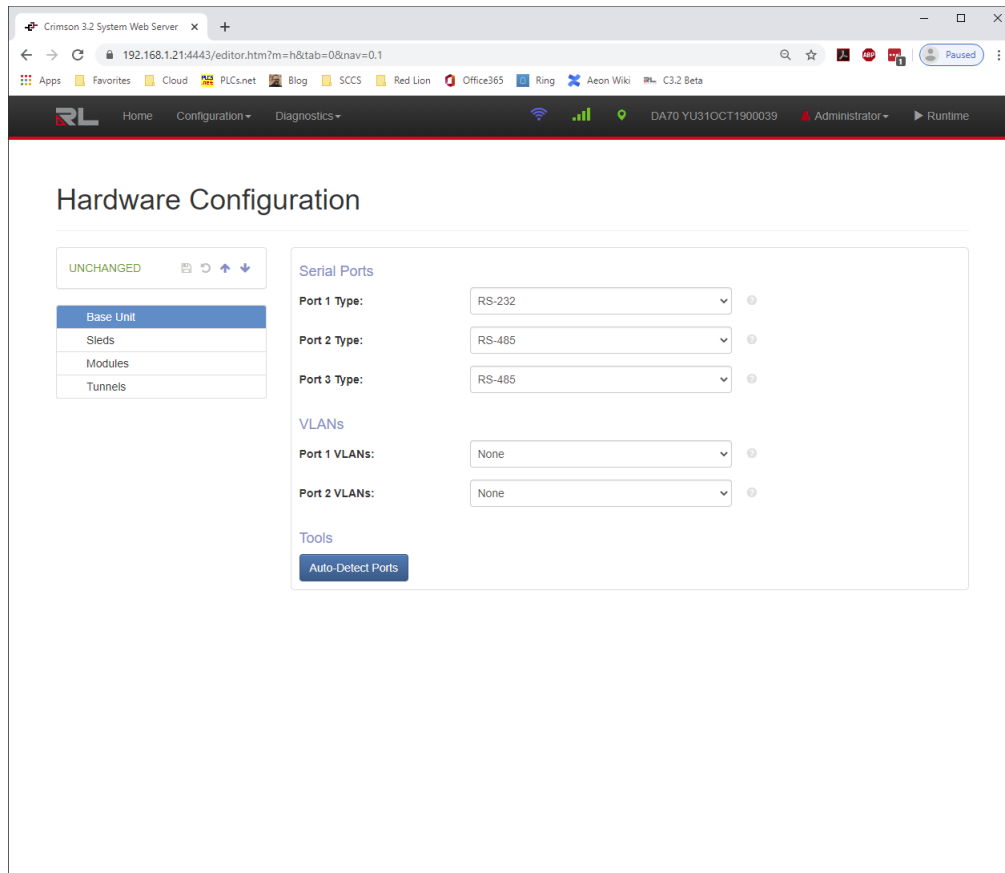 Crimson 3.2 System Web Server
192.168.1.21:4443/editor.htm?m=h&tab=0&nav=0.1
ABP
1
Paused
Apps Favorites Cloud PLCs.net Blog SCCS Red Lion Office365 Ring Aeon Wiki RL C3.2 Beta
RL Home Configuration Diagnostics DA70 YU31OCT1900039 Administrator Runtime
Hardware Configuration
UNCHANGED
Base Unit
Sleds
Modules
Tunnels
Serial Ports
Port 1 Type: RS-232
Port 2 Type: RS-485
Port 3 Type: RS-485
VLANs
Port 1 VLANs: None
Port 2 VLANs: None
Tools
Auto-Detect Ports